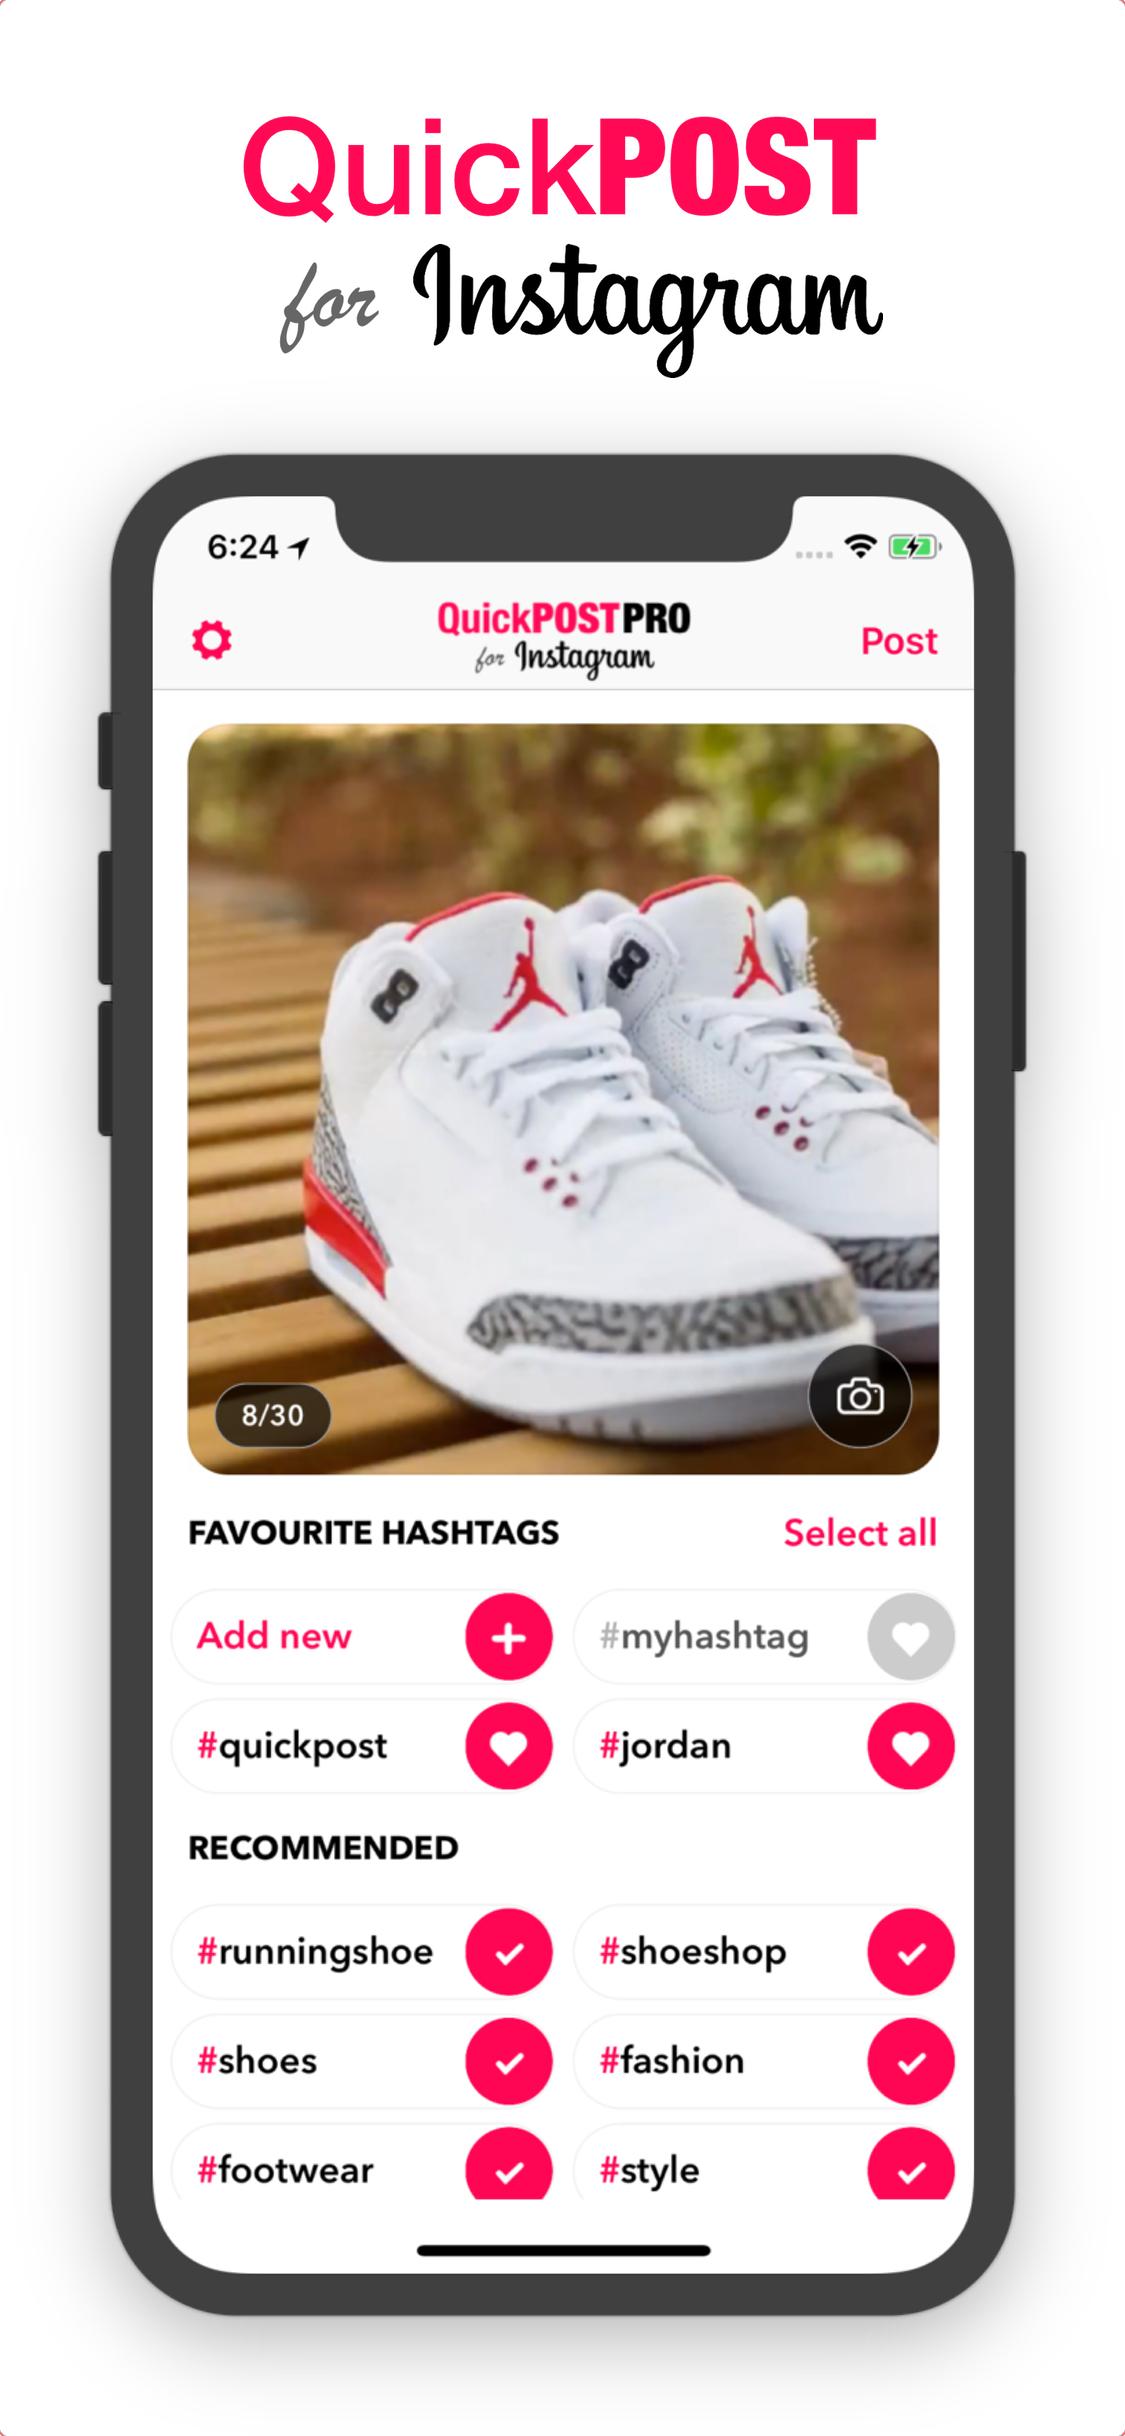 QuickPOST
for Instagram
6:24
QuickPOSTPRO
for Instagram
Post
8/30
FAVOURITE HASHTAGS
Select all
Add new
#myhashtag
#quickpost
#jordan
RECOMMENDED
#runningshoe
#shoeshop
#shoes
#fashion
#footwear
#style